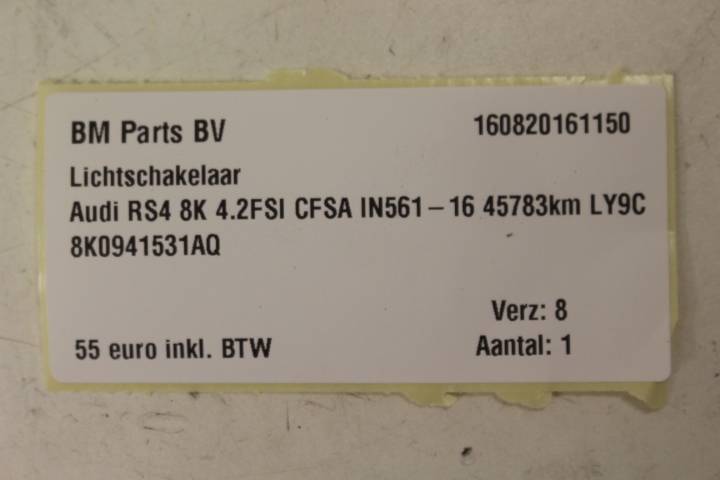 BM Parts BV 160820161150
Lichtschakelaar
Audi RS4 8K 4.2FSI CFSA IN561-16 45783km LY9C
8K0941531AQ
Verz: 8
55 euro inkl. BTW Aantal: 1